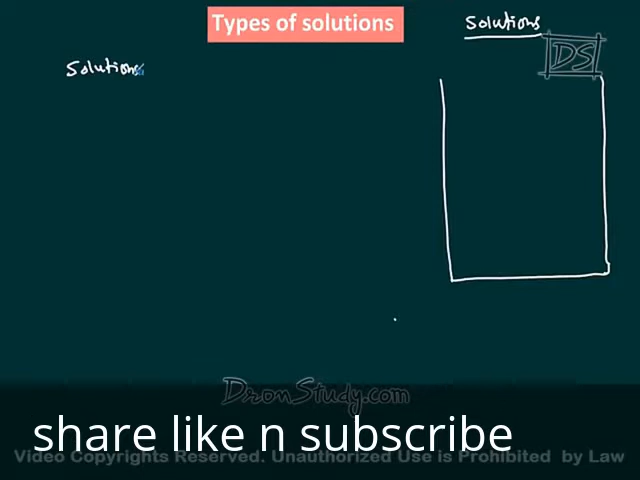 Types of solutions
Solutions
DS
Solutions
DronStudy.com
share like n subscribe
Video Copyrights Reserved. Unauthorized Use is Prohibited by Law